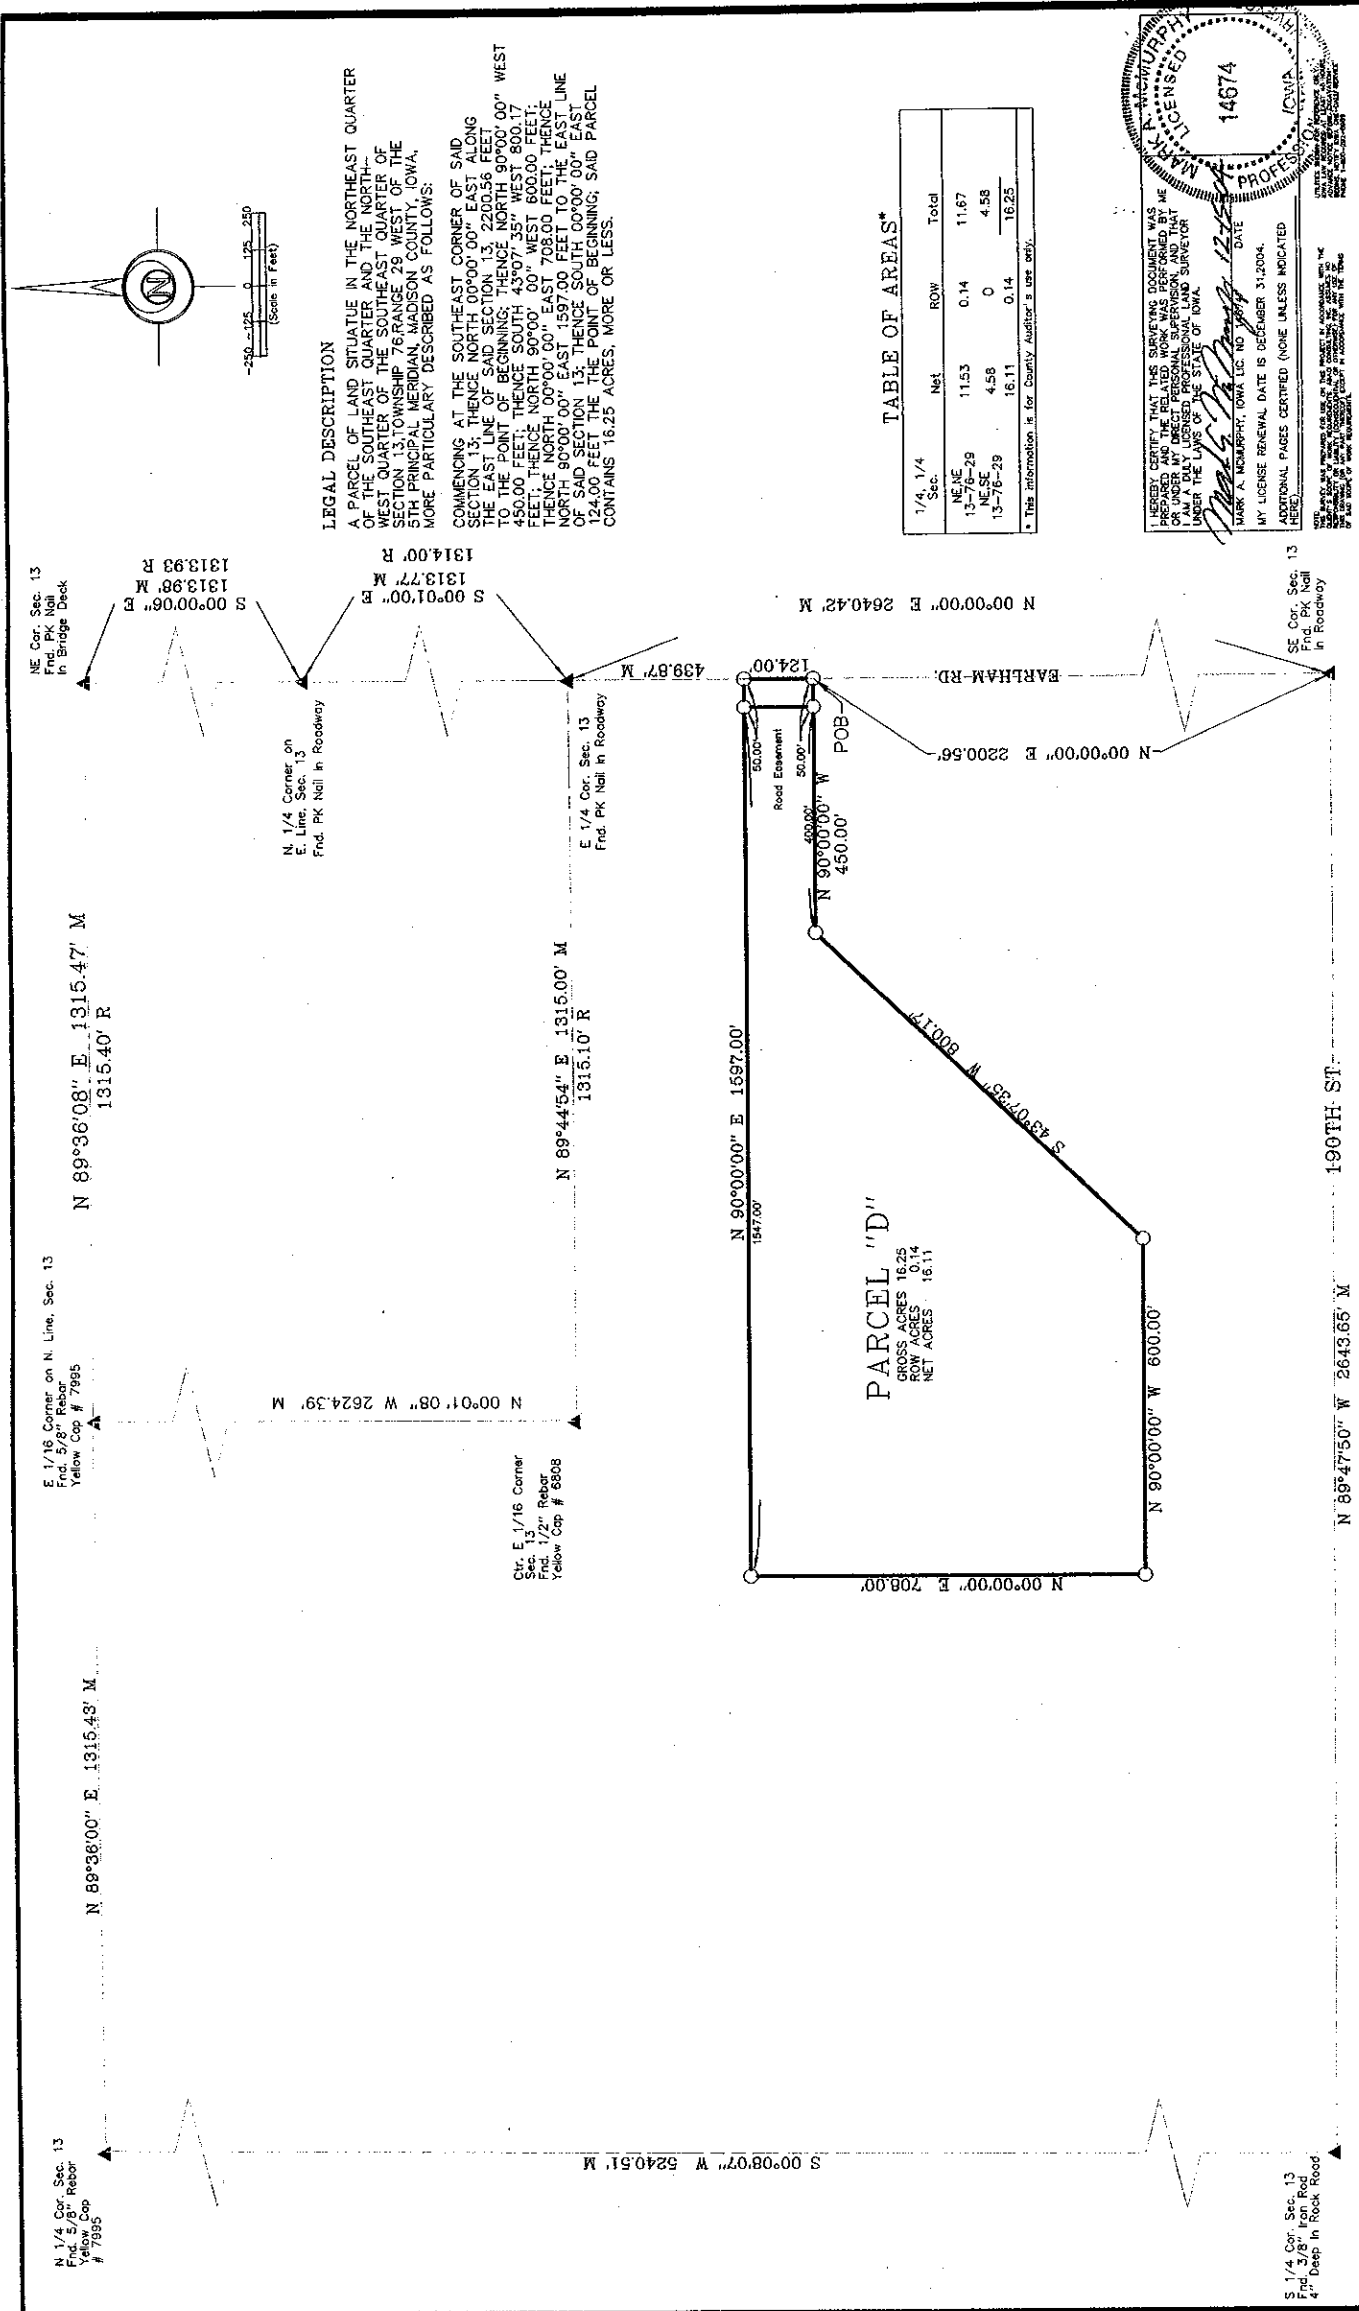 NE Cor. Sec. 13
Fnd. PK Nail
In Bridge Deck
S 00°00'06" E
1313.98' M
1313.93 R
N. 1/4 Corner on
E. Line, Sec. 13
Fnd. PK Nail In Roadway
S 00°01'00" E
1313.77' M
1314.00' R
E 1/4 Cor. Sec. 13
Fnd. PK Nail In Roadway
E 1/16 Corner on N. Line, Sec. 13
Fnd. 5/8" Rebar
Yellow Cap # 7995
N 89°36'08" E 1315.47' M
1315.40' R
N 89°44'54" E 1315.00' M
1315.10' R
N 00°01'08" W 2624.39' M
Ctr. E 1/16 Corner
Sec. 13
Fnd. 1/2" Rebar
Yellow Cap # 6808
N 1/4 Cor. Sec. 13
Fnd. 5/8" Rebar
Yellow Cap
# 7995
N 89°36'00" E 1315.43' M
S 00°08'07" W 5240.51' M
S 1/4 Cor. Sec. 13
Fnd. 3/8" Iron Rod
4" Deep In Rock Road
N 89°47'50" W 2643.65' M
190TH ST.
SE Cor. Sec. 13
Fnd. PK Nail
In Roadway
N 00°00'00" E 2640.42' M
439.87' M
124.00'
EARLHAM RD.
N 00°00'00" E 2200.56'
POB
50.00'
Road Easement
50.00'
400.00'
N 90°00'00" W
450.00'
N 90°00'00" E 1597.00'
1547.00'
S 43°07'35" W 800.17'
N 90°00'00" W 600.00'
N 00°00'00" E 708.00'
PARCEL "D"
GROSS ACRES 16.25
ROW ACRES 0.14
NET ACRES 16.11
N
-250 -125 0 125 250
(Scale in Feet)
LEGAL DESCRIPTION
A PARCEL OF LAND SITUATUE IN THE NORTHEAST QUARTER
OF THE SOUTHEAST QUARTER AND THE NORTH-
WEST QUARTER OF THE SOUTHEAST QUARTER OF
SECTION 13,TOWNSHIP 76,RANGE 29 WEST OF THE
5TH PRINCIPAL MERIDIAN, MADISON COUNTY, IOWA,
MORE PARTICULARY DESCRIBED AS FOLLOWS:
COMMENCING AT THE SOUTHEAST CORNER OF SAID
SECTION 13; THENCE NORTH 00°00' 00" EAST ALONG
THE EAST LINE OF SAID SECTION 13, 2200.56 FEET
TO THE POINT OF BEGINNING; THENCE NORTH 90°00' 00" WEST
450.00 FEET; THENCE SOUTH 43°07' 35" WEST 800.17
FEET; THENCE NORTH 90°00' 00" WEST 600.00 FEET;
THENCE NORTH 00°00' 00" EAST 708.00 FEET; THENCE
NORTH 90°00' 00" EAST 1597.00 FEET TO THE EAST LINE
OF SAID SECTION 13; THENCE SOUTH 00°00' 00" EAST
124.00 FEET THE THE POINT OF BEGINNING; SAID PARCEL
CONTAINS 16.25 ACRES, MORE OR LESS.
TABLE OF AREAS*
1/4, 1/4 Sec. Net ROW Total
NE,NE 13-76-29 11.53 0.14 11.67
NE,SE 13-76-29 4.58 0 4.58
16.11 0.14 16.25
* This information is for County Auditor's use only.
I HEREBY CERTIFY THAT THIS SURVEYING DOCUMENT WAS
PREPARED AND THE RELATED WORK WAS PERFORMED BY ME
OR UNDER MY DIRECT PERSONAL SUPERVISION, AND THAT
I AM A DULY LICENSED PROFESSIONAL LAND SURVEYOR
UNDER THE LAWS OF THE STATE OF IOWA.
MARK A. MCMURPHY, IOWA LIC. NO 14674 DATE
MY LICENSE RENEWAL DATE IS DECEMBER 31,2004.
ADDITIONAL PAGES CERTIFIED (NONE UNLESS INDICATED
HERE)
MARK A. MCMURPHY
LICENSED
14674
PROFESSIONAL
IOWA